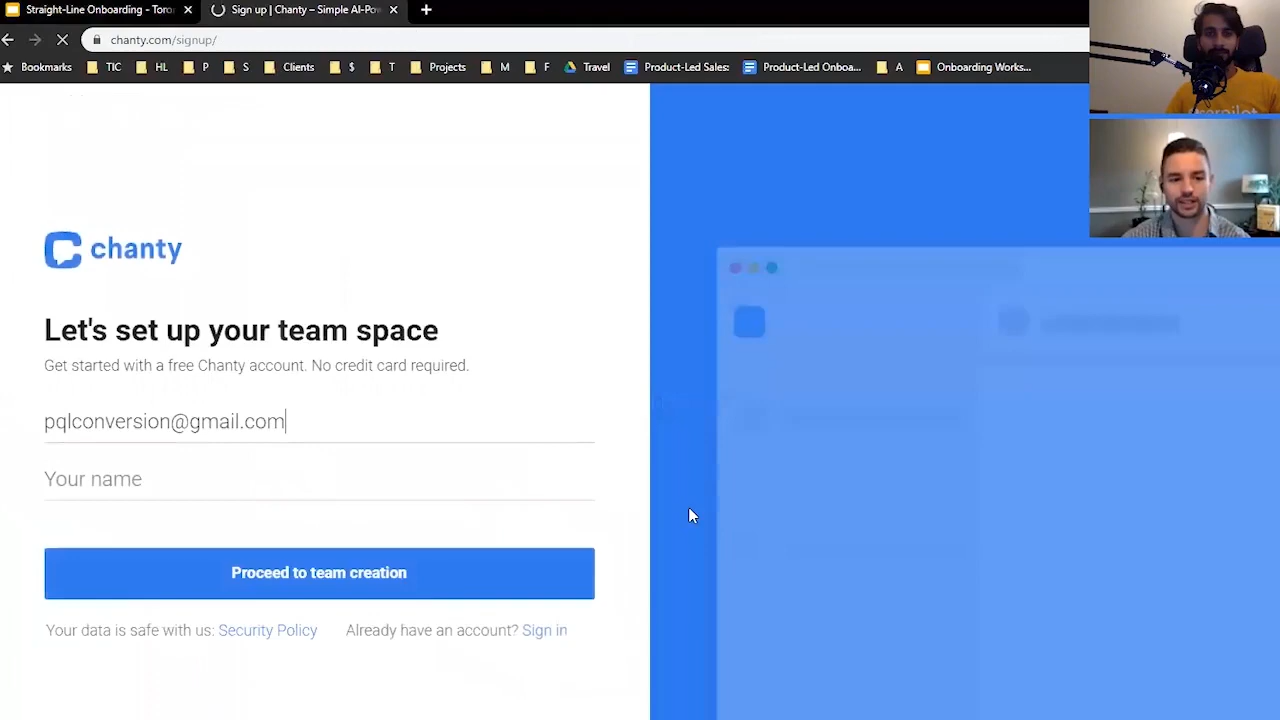 Straight-Line Onboarding - Toro
Sign up | Chanty – Simple AI-Pow
chanty.com/signup/
Bookmarks TIC HL P S Clients $ T Projects M F Travel Product-Led Sales: Product-Led Onboa... A Onboarding Works...
chanty
Let's set up your team space
Get started with a free Chanty account. No credit card required.
pqlconversion@gmail.com
Your name
Proceed to team creation
Your data is safe with us: Security Policy Already have an account? Sign in